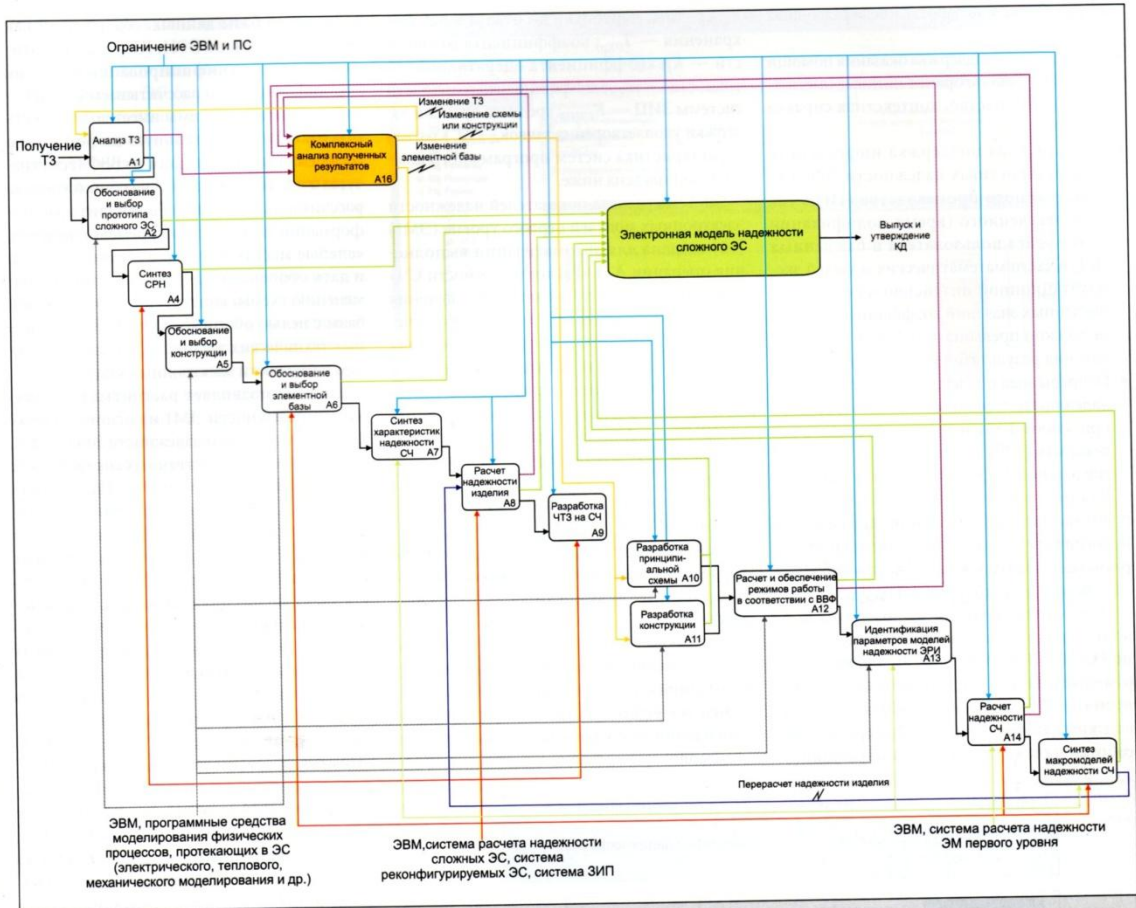 Ограничение ЭВМ и ПС
Изменение ТЗ
Изменение схемы
или конструкции
Изменение
элементной базы
Получение
ТЗ
Анализ ТЗ
А1
Комплексный
анализ полученных
результатов
А16
Обоснование
и выбор
прототипа
сложного ЭС
А2
Электронная модель надежности
сложного ЭС
Выпуск и
утверждение
КД
Синтез
СРН
А4
Обоснование
и выбор
конструкции
А5
Обоснование
и выбор
элементной
базы
А6
Синтез
характеристик
надежности
СЧ
А7
Расчет
надежности
изделия
А8
Разработка
ЧТЗ на СЧ
А9
Разработка
принципи-
альной
схемы
А10
Разработка
конструкции
А11
Расчет и обеспечение
режимов работы
в соответствии с ВВФ
А12
Идентификация
параметров моделей
надежности ЭРИ
А13
Расчет
надежности
СЧ
А14
Синтез
макромоделей
надежности СЧ
Перерасчет надежности изделия
ЭВМ, программные средства
моделирования физических
процессов, протекающих в ЭС
(электрического, теплового,
механического моделирования и др.)
ЭВМ,система расчета надежности
сложных ЭС, система
реконфигурируемых ЭС, система ЗИП
ЭВМ, система расчета надежности
ЭМ первого уровня